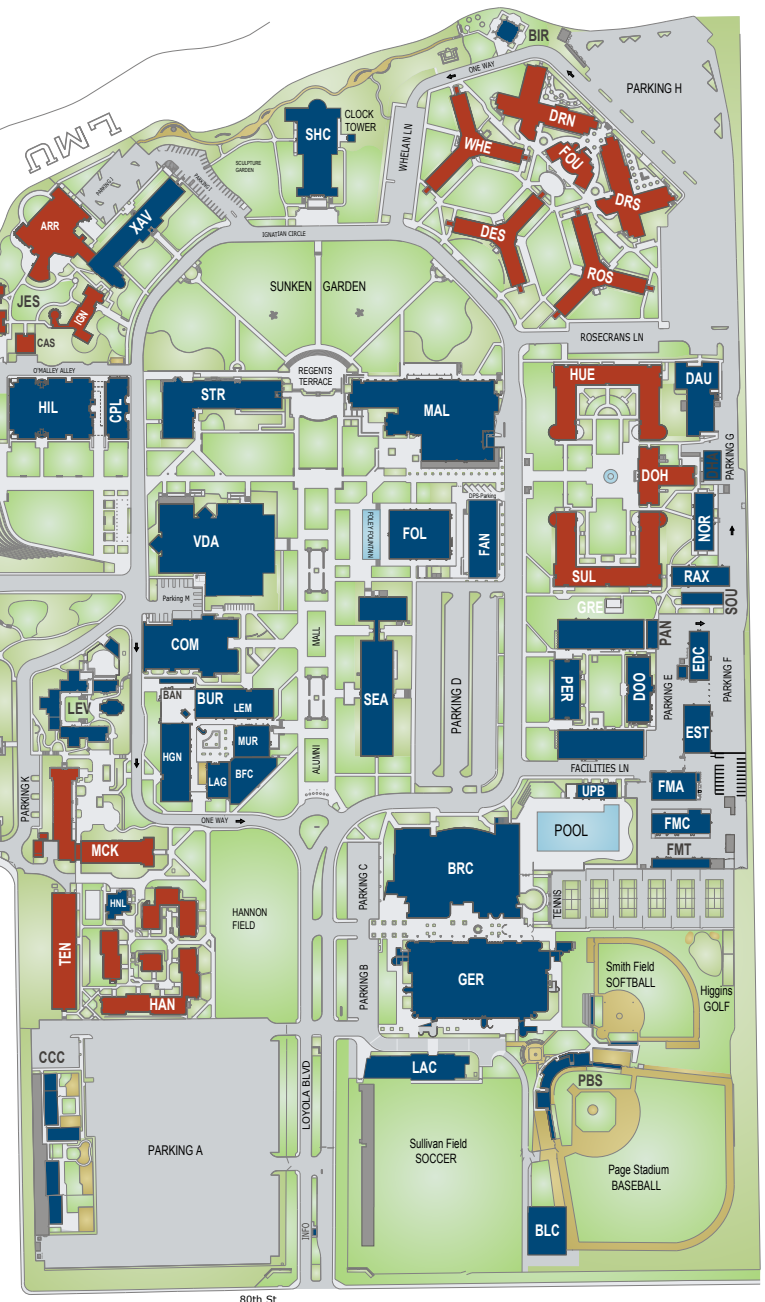 BIR
ONE WAY
PARKING H
LMU
CLOCK
TOWER
SHC
DRN
WHELAN LN
WHE
FOU
SCULPTURE
GARDEN
PARKING I
XAV
ARR
DRS
DES
IGNATIAN CIRCLE
ROS
SUNKEN GARDEN
JES
IGN
CAS
ROSECRANS LN
O'MALLEY ALLEY
REGENTS
TERRACE
HUE
DAU
STR
HIL
CPL
MAL
PARKING G
DOH
DPS-Parking
FOLEY FOUNTAIN
FOL
FAN
NOR
VDA
SUL
RAX
SOU
Parking M
GRE
MALL
COM
PAN
EDC
SEA
PARKING D
PER
DOO
PARKING E
PARKING F
BAN
BUR
LEM
LEV
EST
MUR
HGN
ALUMNI
LAG
BFC
FACILITIES LN
FMA
UPB
PARKING K
ONE WAY
FMC
POOL
MCK
FMT
BRC
PARKING C
HNL
HANNON
FIELD
TENNIS
TEN
PARKING B
GER
Smith Field
SOFTBALL
Higgins
GOLF
HAN
CCC
LAC
PBS
LOYOLA BLVD
PARKING A
Sullivan Field
SOCCER
Page Stadium
BASEBALL
INFO
BLC
80th St